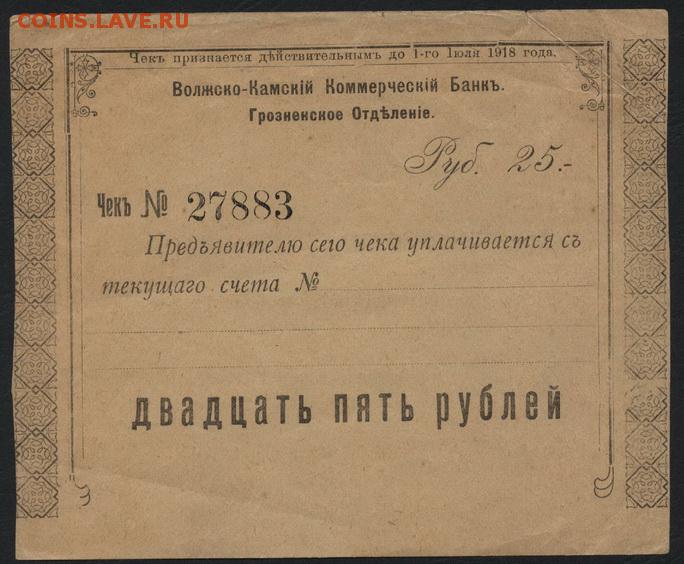 COINS.LAVE.RU
Чекъ признается дѣйствительнымъ до 1-го Іюля 1918 года.
Волжско-Камскій Коммерческій Банкъ.
Грозненское Отдѣленіе.
Руб. 25.-
Чекъ № 27883
Предъявителю сего чека уплачивается съ
текущаго счета №
двадцать пять рублей